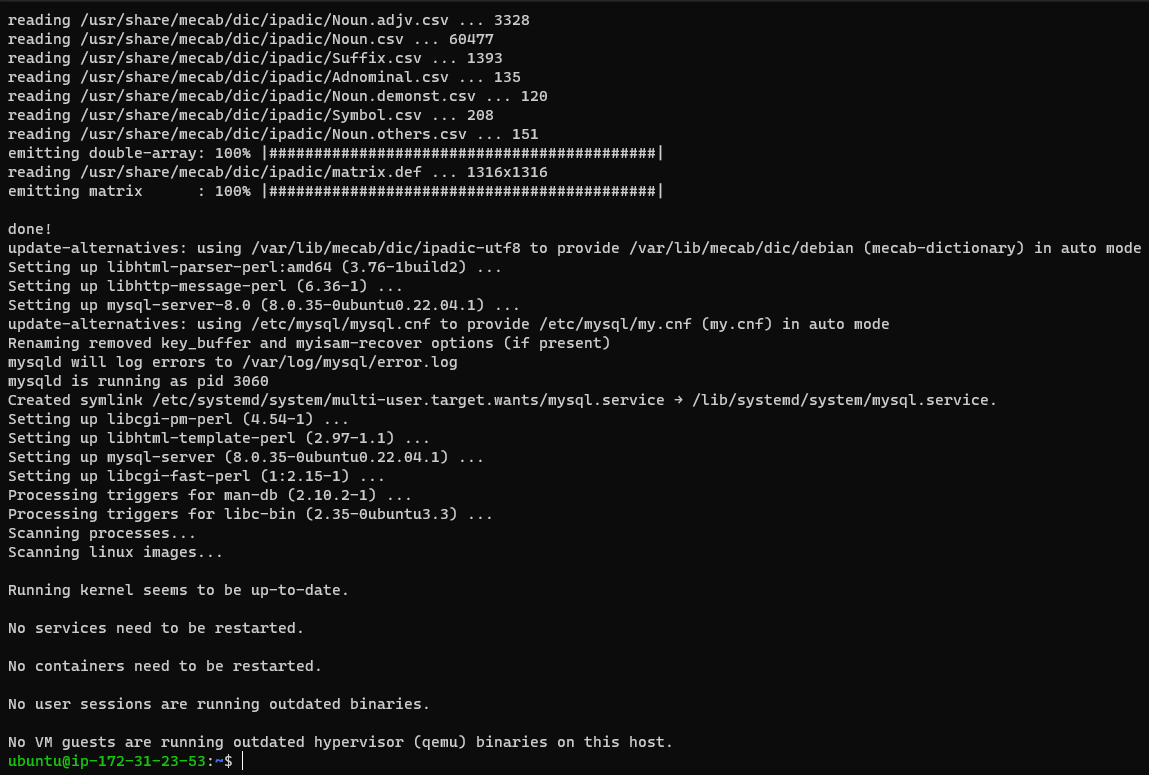 reading /usr/share/mecab/dic/ipadic/Noun.adjv.csv ... 3328
reading /usr/share/mecab/dic/ipadic/Noun.csv ... 60477
reading /usr/share/mecab/dic/ipadic/Suffix.csv ... 1393
reading /usr/share/mecab/dic/ipadic/Adnominal.csv ... 135
reading /usr/share/mecab/dic/ipadic/Noun.demonst.csv ... 120
reading /usr/share/mecab/dic/ipadic/Symbol.csv ... 208
reading /usr/share/mecab/dic/ipadic/Noun.others.csv ... 151
emitting double-array: 100% |###########################################|
reading /usr/share/mecab/dic/ipadic/matrix.def ... 1316x1316
emitting matrix      : 100% |###########################################|

done!
update-alternatives: using /var/lib/mecab/dic/ipadic-utf8 to provide /var/lib/mecab/dic/debian (mecab-dictionary) in auto mode
Setting up libhtml-parser-perl:amd64 (3.76-1build2) ...
Setting up libhttp-message-perl (6.36-1) ...
Setting up mysql-server-8.0 (8.0.35-0ubuntu0.22.04.1) ...
update-alternatives: using /etc/mysql/mysql.cnf to provide /etc/mysql/my.cnf (my.cnf) in auto mode
Renaming removed key_buffer and myisam-recover options (if present)
mysqld will log errors to /var/log/mysql/error.log
mysqld is running as pid 3060
Created symlink /etc/systemd/system/multi-user.target.wants/mysql.service → /lib/systemd/system/mysql.service.
Setting up libcgi-pm-perl (4.54-1) ...
Setting up libhtml-template-perl (2.97-1.1) ...
Setting up mysql-server (8.0.35-0ubuntu0.22.04.1) ...
Setting up libcgi-fast-perl (1:2.15-1) ...
Processing triggers for man-db (2.10.2-1) ...
Processing triggers for libc-bin (2.35-0ubuntu3.3) ...
Scanning processes...
Scanning linux images...

Running kernel seems to be up-to-date.

No services need to be restarted.

No containers need to be restarted.

No user sessions are running outdated binaries.

No VM guests are running outdated hypervisor (qemu) binaries on this host.
ubuntu@ip-172-31-23-53:~$